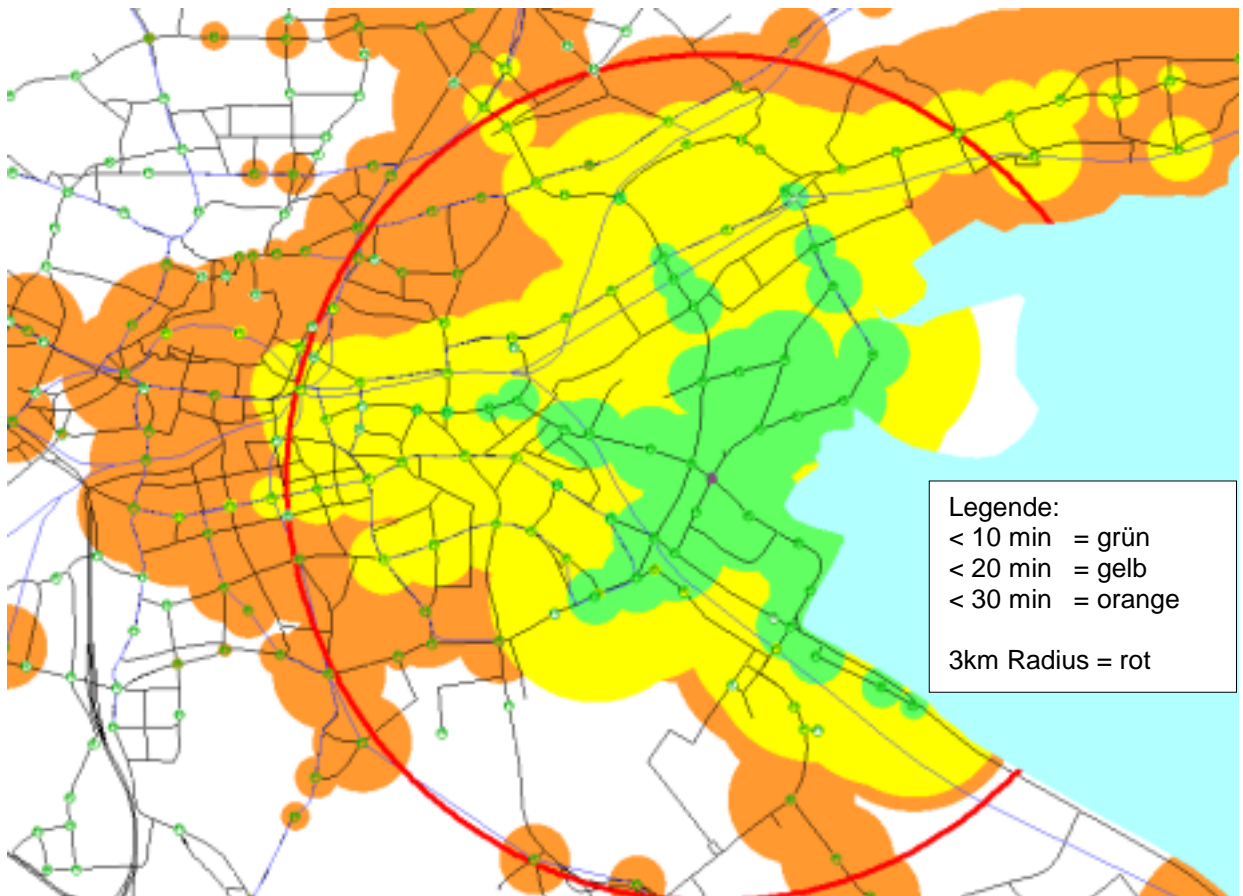 Legende:
< 10 min = grün
< 20 min = gelb
< 30 min = orange
3km Radius = rot